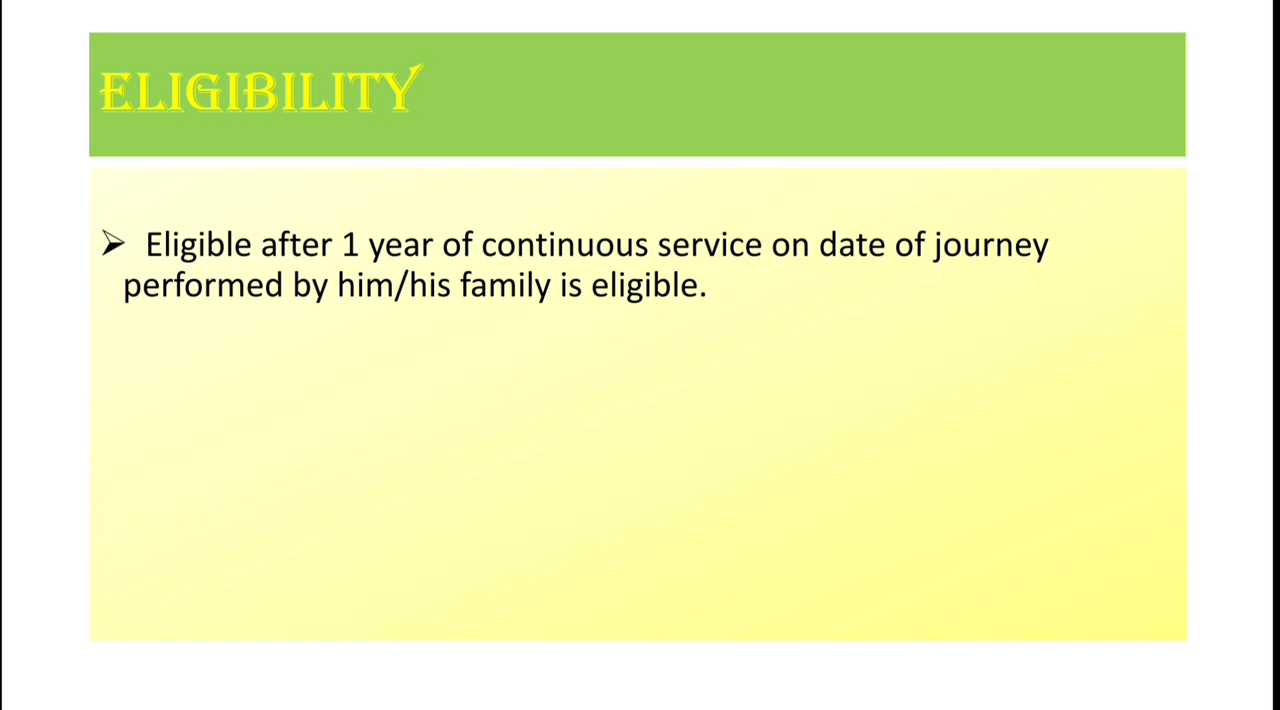 ELIGIBILITY
➢ Eligible after 1 year of continuous service on date of journey
performed by him/his family is eligible.